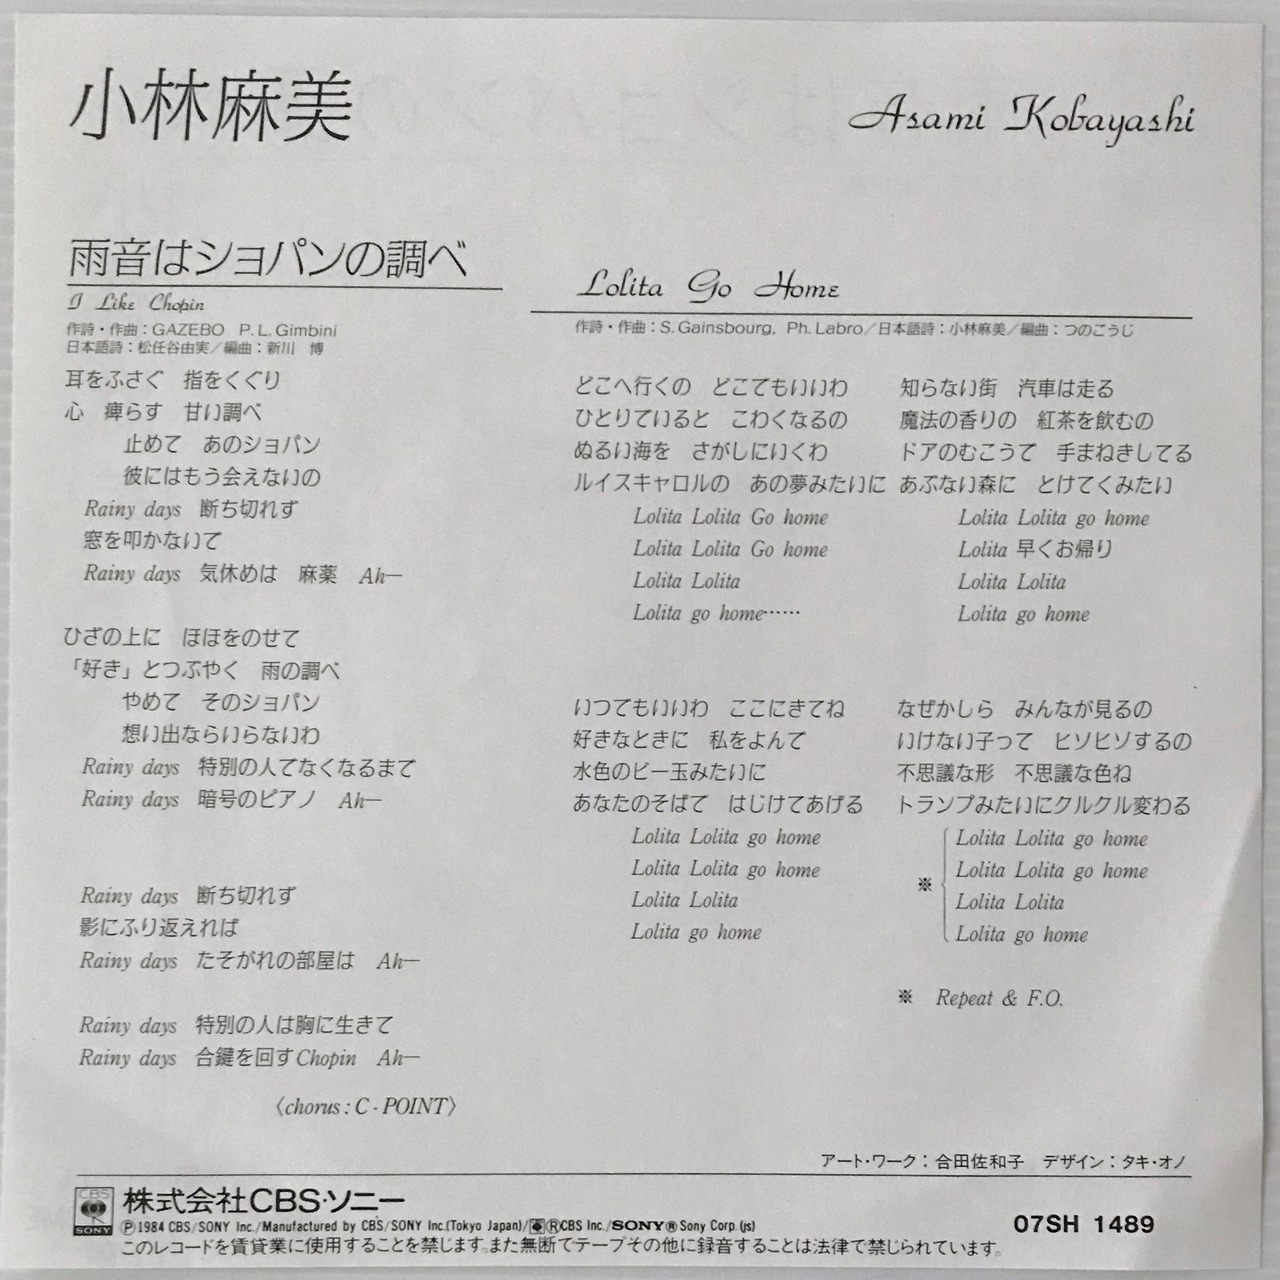 小林麻美
Asami Kobayashi
雨音はショパンの調べ
I Like Chopin
作詩・作曲：GAZEBO P.L.Gimbini
日本語詩：松任谷由実／編曲：新川 博
耳をふさぐ 指をくぐり
心 痺らす 甘い調べ
止めて あのショパン
彼にはもう会えないの
Rainy days 断ち切れず
窓を叩かないで
Rainy days 気休めは 麻薬 Ah—
ひざの上に ほほをのせて
「好き」とつぶやく 雨の調べ
やめて そのショパン
想い出ならいらないわ
Rainy days 特別の人でなくなるまで
Rainy days 暗号のピアノ Ah—
Rainy days 断ち切れず
影にふり返えれば
Rainy days たそがれの部屋は Ah—
Rainy days 特別の人は胸に生きて
Rainy days 合鍵を回すChopin Ah—
〈chorus : C - POINT〉
Lolita Go Home
作詩・作曲：S.Gainsbourg, Ph.Labro／日本語詩：小林麻美／編曲：つのごうじ
どこへ行くの どこでもいいわ
ひとりでいると こわくなるの
ぬるい海を さがしにいくわ
ルイスキャロルの あの夢みたいに
Lolita Lolita Go home
Lolita Lolita Go home
Lolita Lolita
Lolita go home……
いつでもいいわ ここにきてね
好きなときに 私をよんで
水色のビー玉みたいに
あなたのそばで はじけてあげる
Lolita Lolita go home
Lolita Lolita go home
Lolita Lolita
Lolita go home
知らない街 汽車は走る
魔法の香りの 紅茶を飲むの
ドアのむこうで 手まねきしてる
あぶない森に とけてくみたい
Lolita Lolita go home
Lolita 早くお帰り
Lolita Lolita
Lolita go home
なぜかしら みんなが見るの
いけない子って ヒソヒソするの
不思議な形 不思議な色ね
トランプみたいにクルクル変わる
Lolita Lolita go home
※ Lolita Lolita go home
Lolita Lolita
Lolita go home
※ Repeat & F.O.
アート・ワーク：合田佐和子 デザイン：タキ・オノ
CBS SONY 株式会社CBS・ソニー
Ⓟ1984 CBS/SONY Inc./Manufactured by CBS/SONY Inc.(Tokyo Japan)/ⓇCBS Inc./SONY®Sony Corp.(js)
07SH 1489
このレコードを賃貸業に使用することを禁じます。また無断でテープその他に録音することは法律で禁じられています。